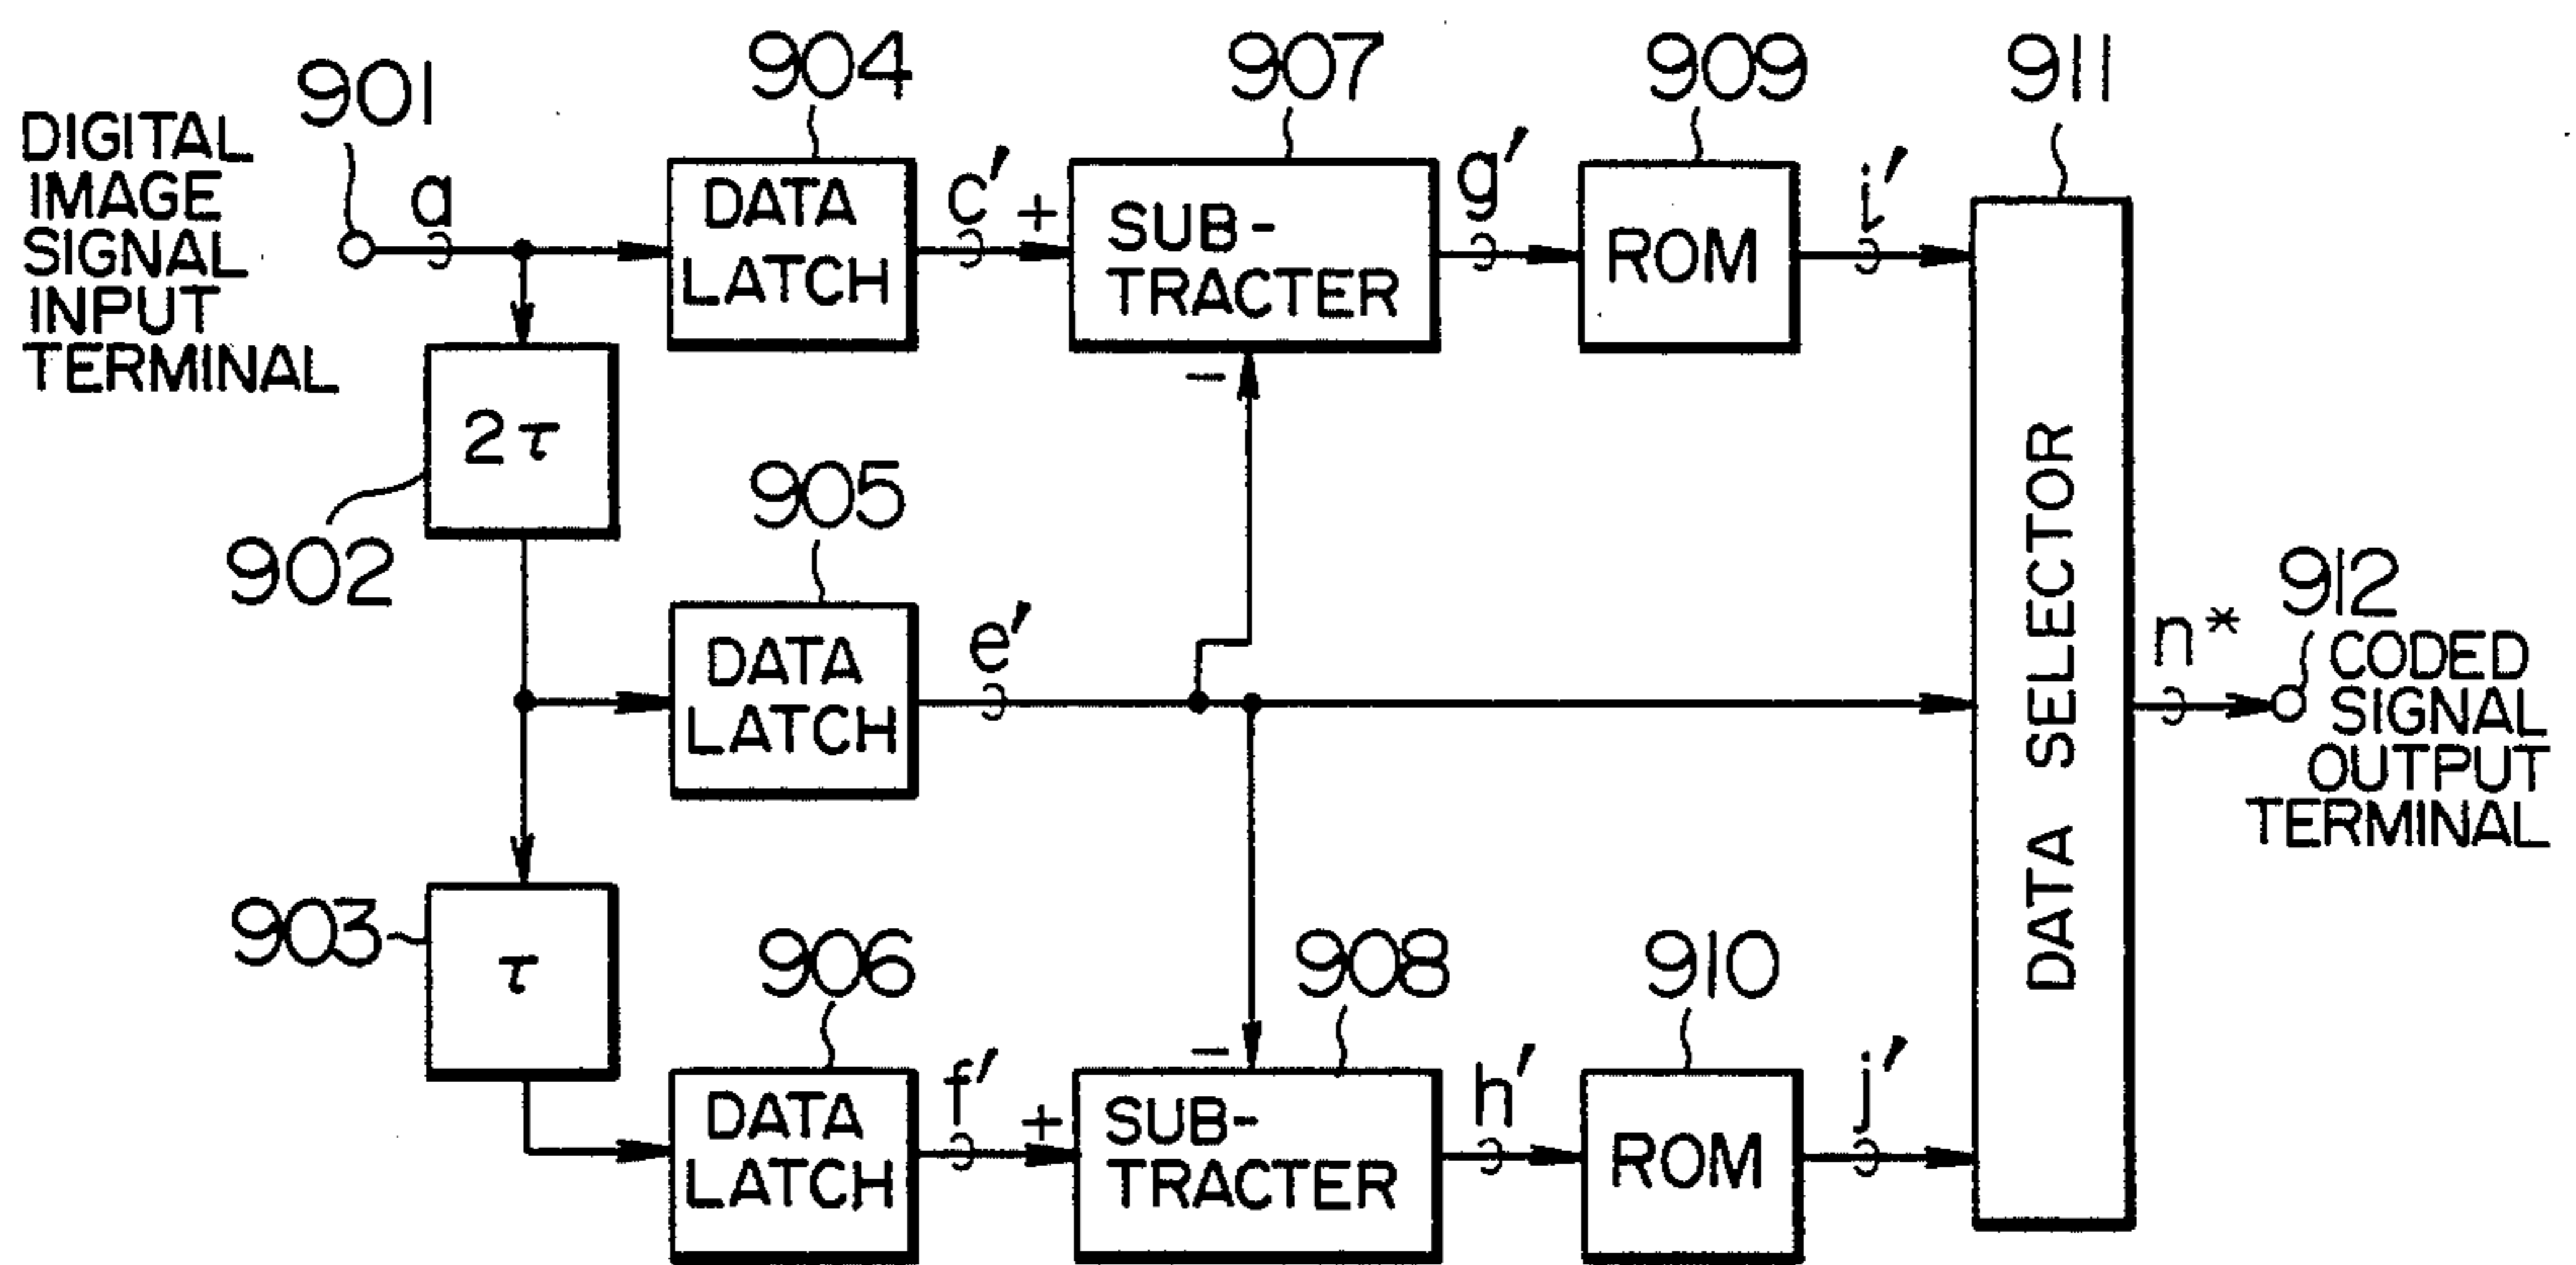 901
DIGITAL
IMAGE
SIGNAL
INPUT
TERMINAL
a
904
DATA
LATCH
c'
+
907
SUB-
TRACTER
-
g'
909
ROM
i'
911
DATA SELECTOR
2τ
902
905
DATA
LATCH
e'
n*
912
CODED
SIGNAL
OUTPUT
TERMINAL
903
τ
906
DATA
LATCH
f'
+
-
908
SUB-
TRACTER
h'
910
ROM
j'